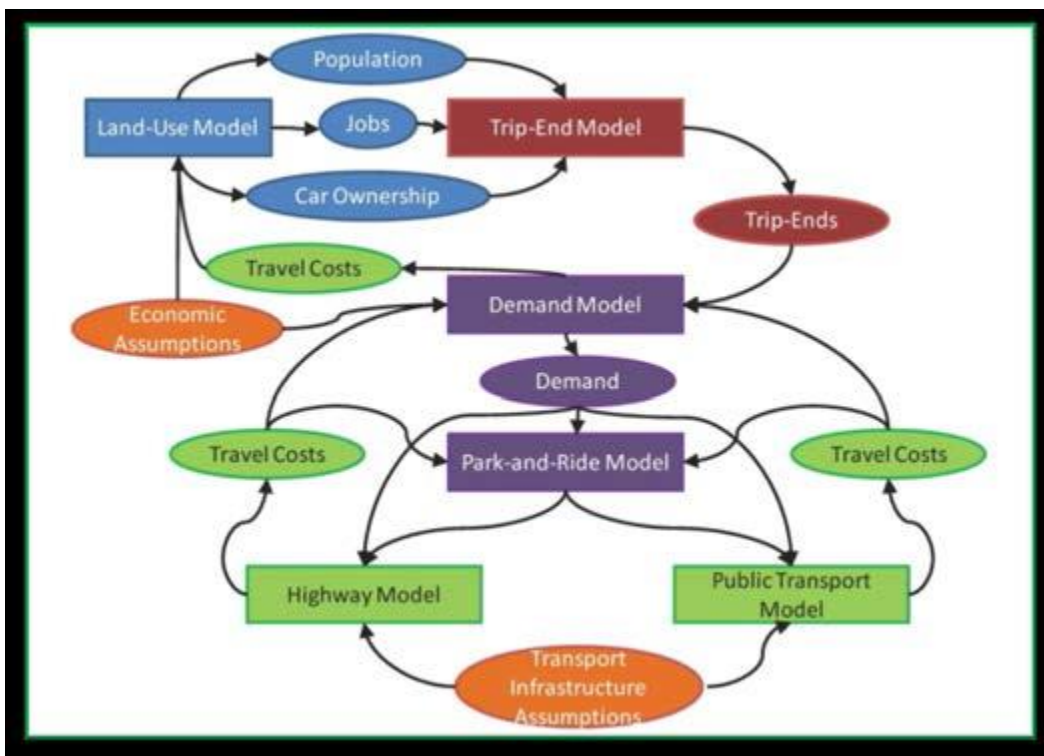 Population
Land-Use Model
Jobs
Trip-End Model
Car Ownership
Trip-Ends
Travel Costs
Demand Model
Economic
Assumptions
Demand
Travel Costs
Park-and-Ride Model
Travel Costs
Highway Model
Public Transport
Model
Transport
Infrastructure
Assumptions